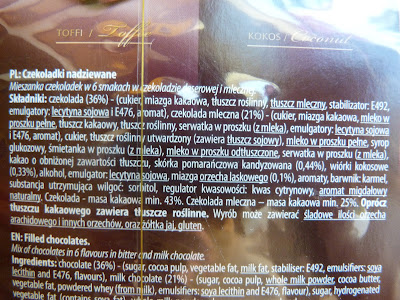 TOFFI / Toffee
KOKOS / Coconut
PL: Czekoladki nadziewane
Mieszanka czekoladek w 6 smakach w czekoladzie deserowej i mlecznej.
Składniki: czekolada (36%) - (cukier, miazga kakaowa, tłuszcz roślinny, tłuszcz mleczny, stabilizator: E492,
emulgatory: lecytyna sojowa i E476, aromat), czekolada mleczna (21%) - (cukier, miazga kakaowa, mleko w
proszku pełne, tłuszcz kakaowy, tłuszcz roślinny, serwatka w proszku (z mleka), emulgatory: lecytyna sojowa
i E476, aromat), cukier, tłuszcz roślinny utwardzony (zawiera tłuszcz sojowy), mleko w proszku pełne, syrop
glukozowy, śmietanka w proszku (z mleka), mleko w proszku odtłuszczone, serwatka w proszku (z mleka),
kakao o obniżonej zawartości tłuszczu, skórka pomarańczowa kandyzowana (0,44%), wiórki kokosowe
(0,33%), alkohol, emulgator: lecytyna sojowa, miazga orzecha laskowego (0,1%), aromaty, barwnik: karmel,
substancja utrzymująca wilgoć: sorbitol, regulator kwasowości: kwas cytrynowy, aromat migdałowy
naturalny. Czekolada - masa kakaowa min. 43%. Czekolada mleczna – masa kakaowa min. 25%. Oprócz
tłuszczu kakaowego zawiera tłuszcze roślinne. Wyrób może zawierać śladowe ilości orzecha
arachidowego i innych orzechów, oraz żółtka jaj, gluten.
EN: Filled chocolates.
Mix of chocolates in 6 flavours in bitter and milk chocolate.
Ingredients: chocolate (36%) - (sugar, cocoa pulp, vegetable fat, milk fat, stabiliser: E492, emulsifiers: soya
lecithin and E476, flavours), milk chocolate (21%) - (sugar, cocoa pulp, whole milk powder, cocoa butter,
vegetable fat, powdered whey (from milk), emulsifiers: soya lecithin and E476, flavour), sugar, hydrogenated
vegetable fat (contains soya fat), whole milk